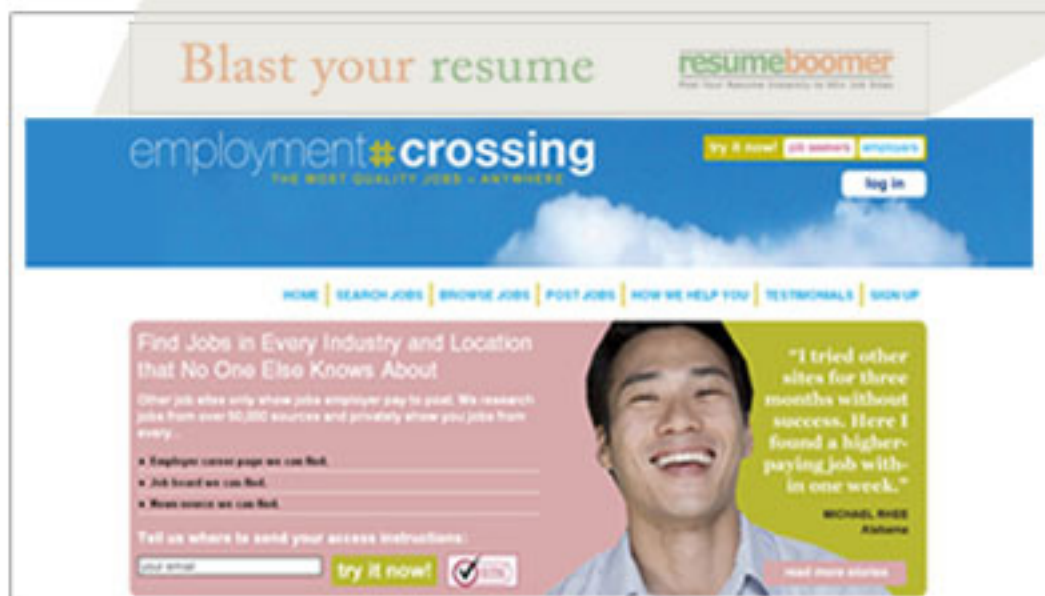 Blast your resume
resumeboomer
employment#crossing
THE MOST QUALITY JOBS - ANYWHERE
try it now! job seekers employers
log in
HOME SEARCH JOBS BROWSE JOBS POST JOBS HOW WE HELP YOU TESTIMONIALS SIGN UP
Find Jobs in Every Industry and Location
that No One Else Knows About
Other job sites only show jobs employer pay to post. We research
jobs from over 50,000 sources and privately show you jobs from
every...
• Employer career page we can find.
• Job board we can find.
• News source we can find.
Tell us where to send your access instructions:
your email
try it now!
"I tried other
sites for three
months without
success. Here I
found a higher-
paying job with-
in one week."
MICHAEL RHEE
Alabama
read more stories